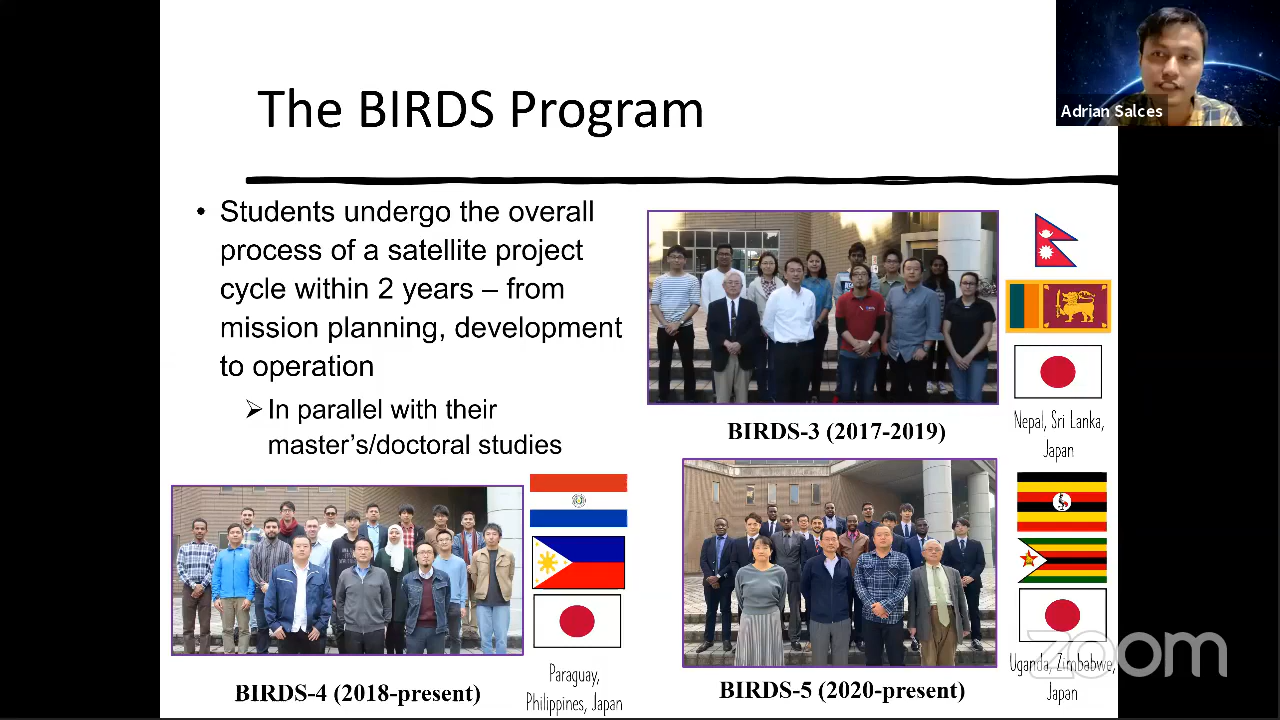 The BIRDS Program
Adrian Salces
• Students undergo the overall
process of a satellite project
cycle within 2 years – from
mission planning, development
to operation
➢ In parallel with their
master's/doctoral studies
BIRDS-3 (2017-2019)
Nepal, Sri Lanka,
Japan
BIRDS-4 (2018-present)
Paraguay,
Philippines, Japan
BIRDS-5 (2020-present)
Uganda, Zimbabwe,
Japan
zoom